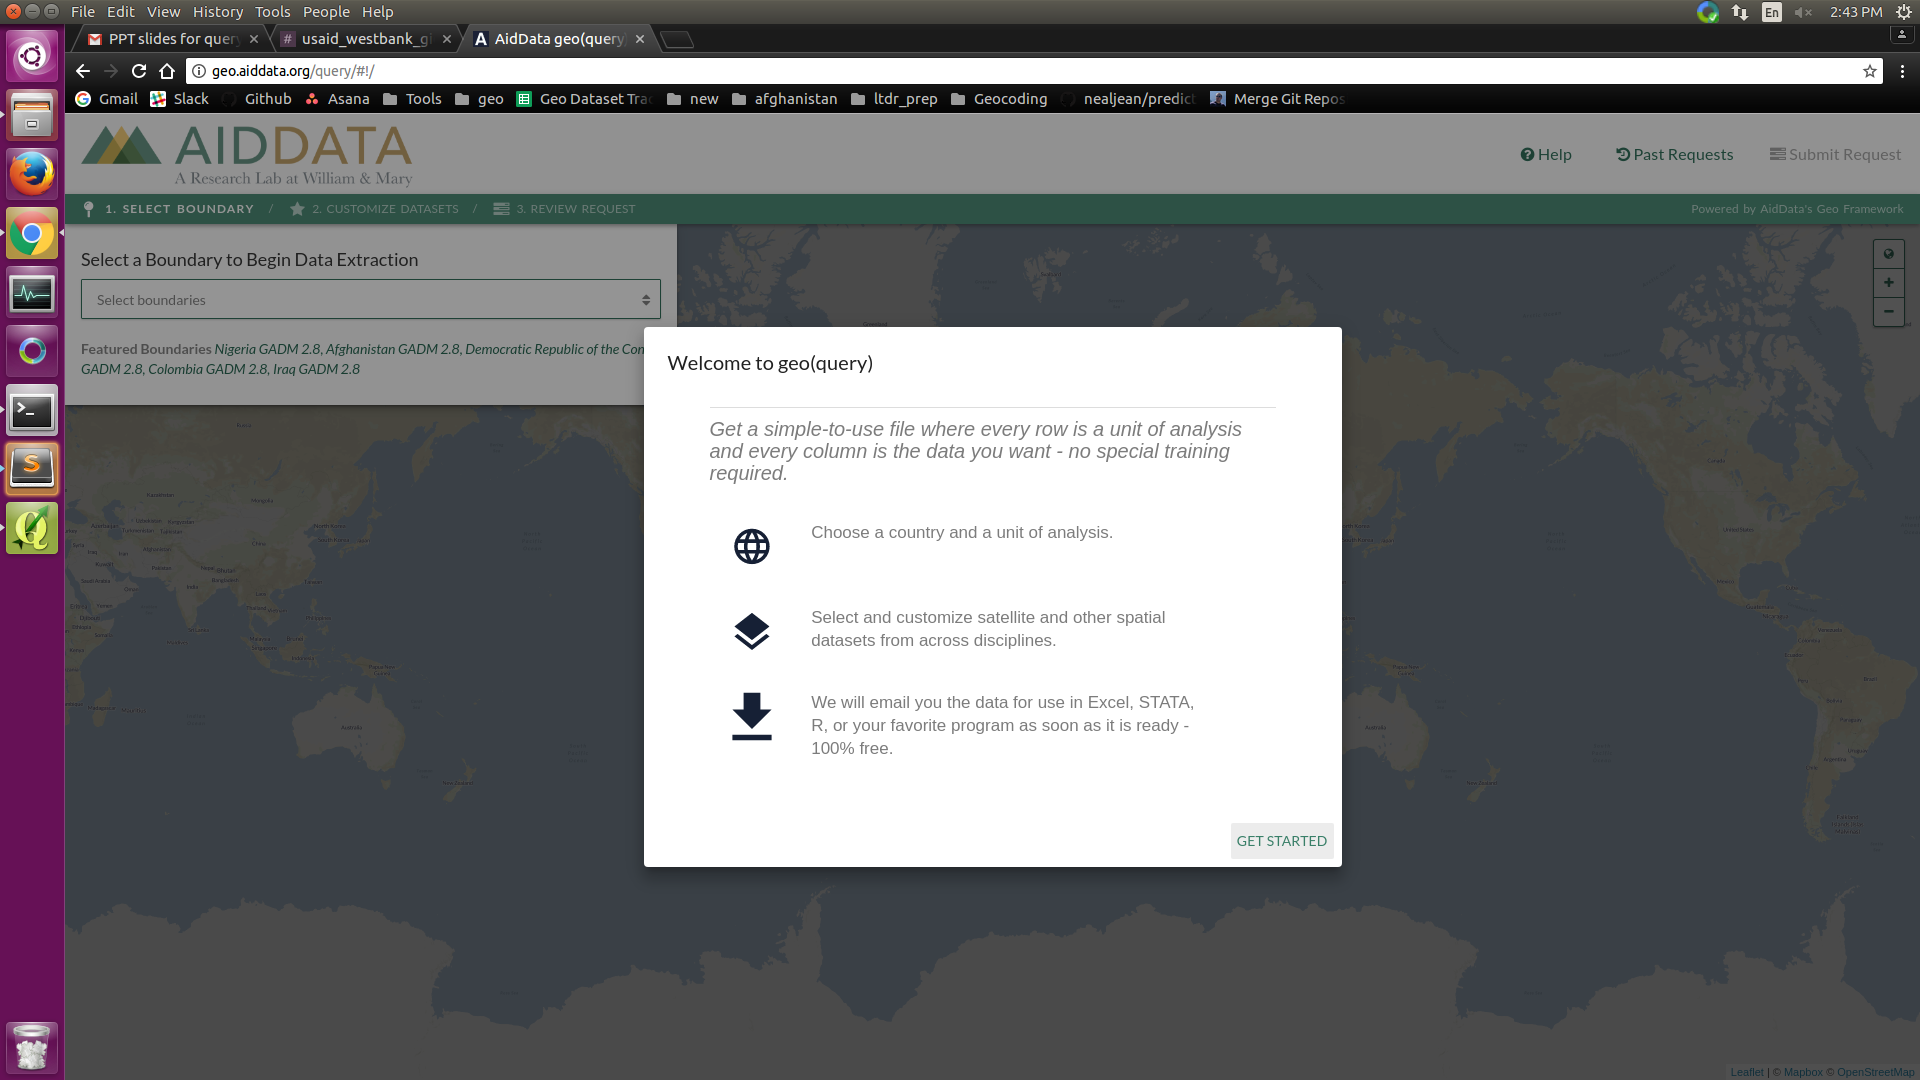 File Edit View History Tools People Help
En
2:43 PM
PPT slides for query
usaid_westbank_gi
AidData geo(query)
geo.aiddata.org/query/#!/
Gmail Slack Github Asana Tools geo Geo Dataset Trac new afghanistan ltdr_prep Geocoding nealjean/predict Merge Git Repos
AIDDATA
A Research Lab at William & Mary
Help Past Requests Submit Request
1. SELECT BOUNDARY / 2. CUSTOMIZE DATASETS / 3. REVIEW REQUEST
Powered by AidData's Geo Framework
Select a Boundary to Begin Data Extraction
Select boundaries
Featured Boundaries Nigeria GADM 2.8, Afghanistan GADM 2.8, Democratic Republic of the Con
GADM 2.8, Colombia GADM 2.8, Iraq GADM 2.8
Welcome to geo(query)
Get a simple-to-use file where every row is a unit of analysis
and every column is the data you want - no special training
required.
Choose a country and a unit of analysis.
Select and customize satellite and other spatial
datasets from across disciplines.
We will email you the data for use in Excel, STATA,
R, or your favorite program as soon as it is ready -
100% free.
GET STARTED
Leaflet | © Mapbox © OpenStreetMap